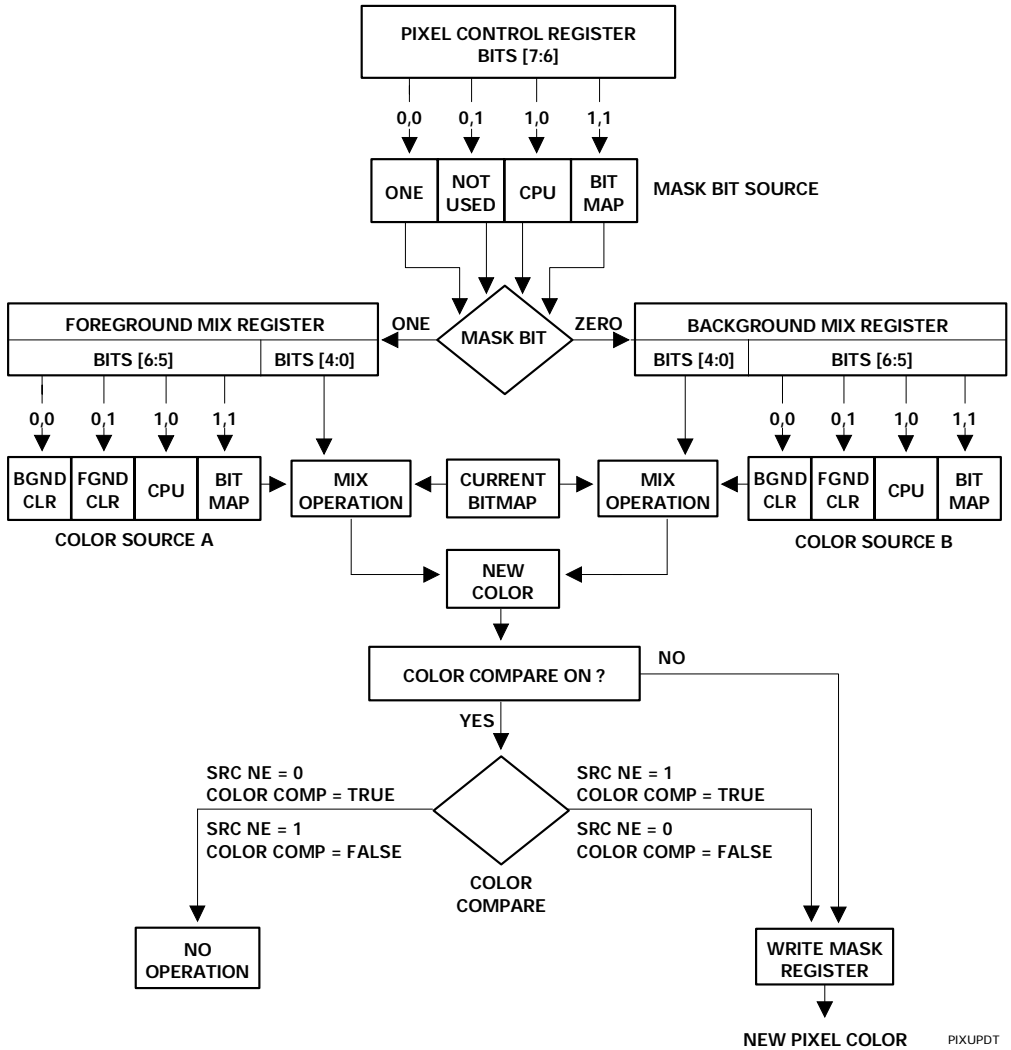 PIXEL CONTROL REGISTER
BITS [7:6]
0,0 0,1 1,0 1,1
ONE
NOT
USED
CPU
BIT
MAP
MASK BIT SOURCE
FOREGROUND MIX REGISTER
BITS [6:5] BITS [4:0]
ONE
MASK BIT
ZERO
BACKGROUND MIX REGISTER
BITS [4:0] BITS [6:5]
0,0 0,1 1,0 1,1
0,0 0,1 1,0 1,1
BGND
CLR
FGND
CLR
CPU
BIT
MAP
COLOR SOURCE A
MIX
OPERATION
CURRENT
BITMAP
MIX
OPERATION
BGND
CLR
FGND
CLR
CPU
BIT
MAP
COLOR SOURCE B
NEW
COLOR
COLOR COMPARE ON ?
NO
YES
SRC NE = 0
COLOR COMP = TRUE
SRC NE = 1
COLOR COMP = FALSE
SRC NE = 1
COLOR COMP = TRUE
SRC NE = 0
COLOR COMP = FALSE
COLOR
COMPARE
NO
OPERATION
WRITE MASK
REGISTER
NEW PIXEL COLOR
PIXUPDT